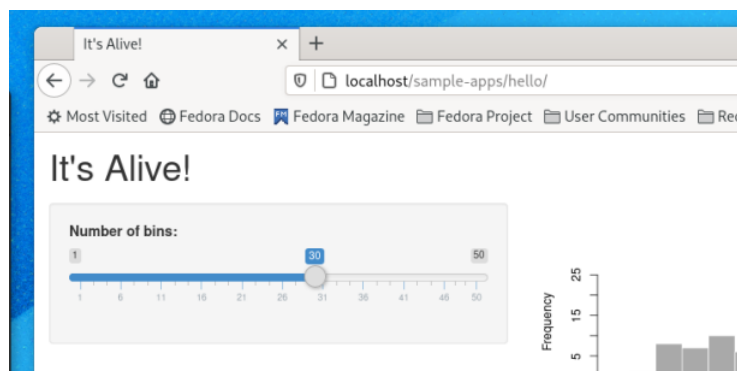 It's Alive!
localhost/sample-apps/hello/
Most Visited Fedora Docs Fedora Magazine Fedora Project User Communities
It's Alive!
Number of bins:
1 30 50
1 6 11 16 21 26 31 36 41 46 50
Frequency
25
15
5